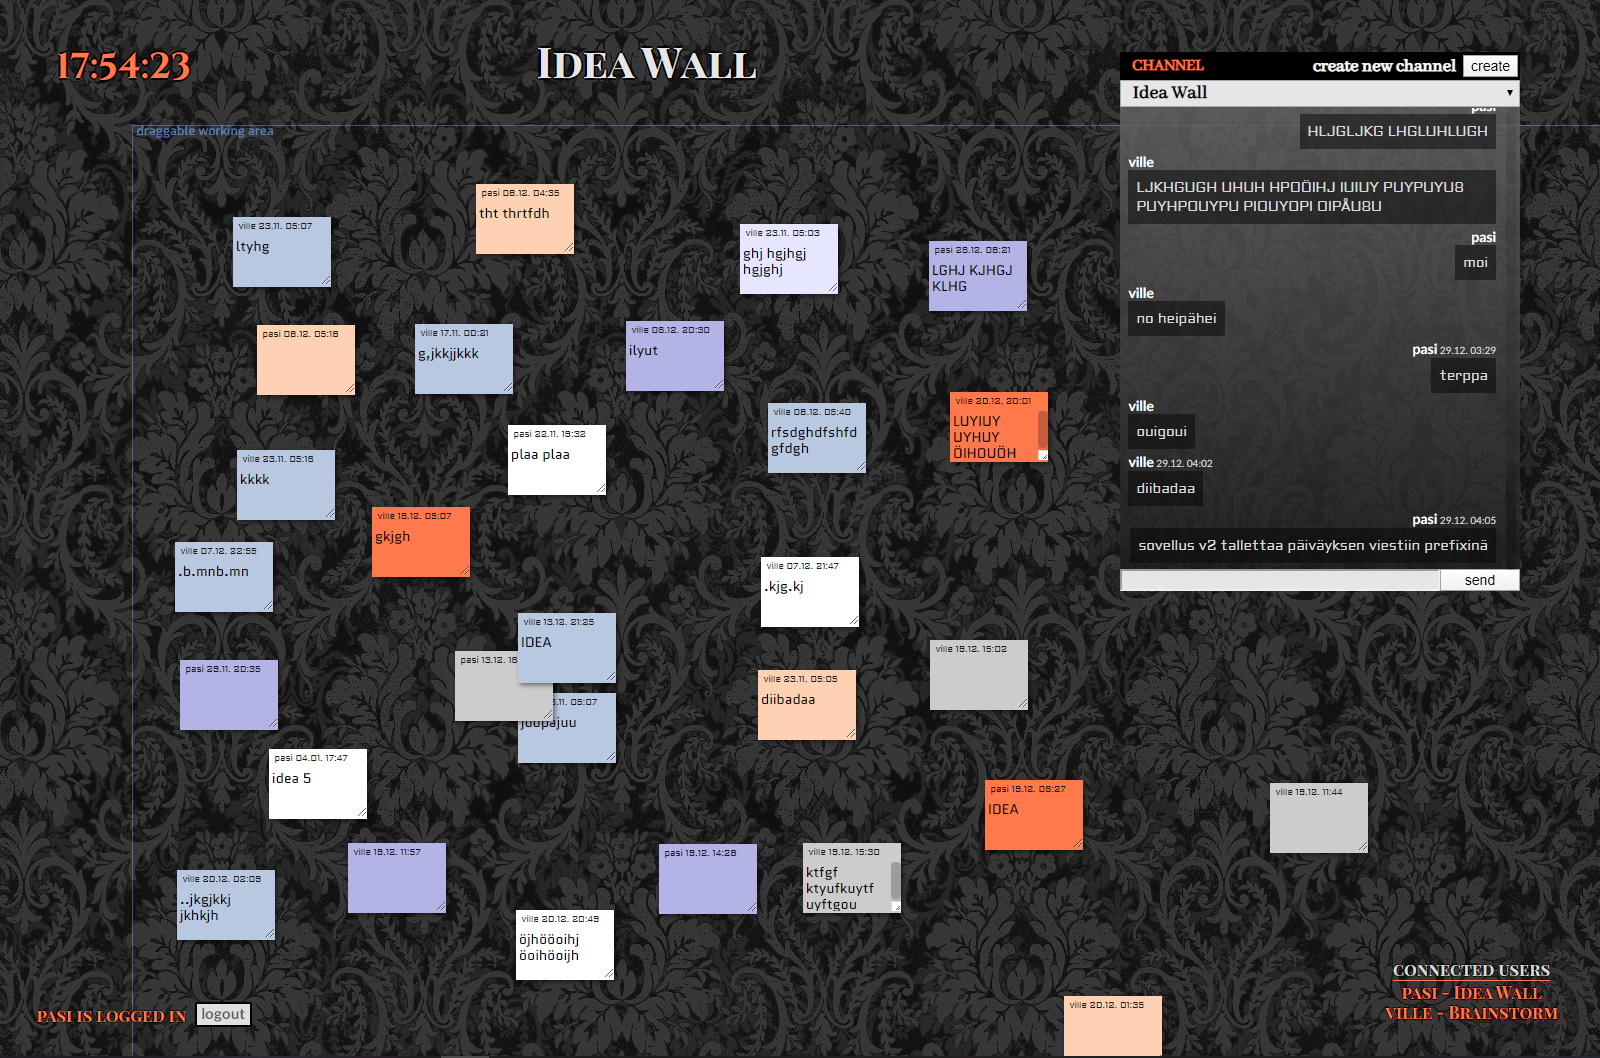 17:54:23
IDEA WALL
CHANNEL
create new channel
create
Idea Wall
draggable working area
pasi
HLJGLJKG LHGLUHLUGH
ville
LJKHGUGH UHUH HPOÖIHJ IUIUY PUYPUYU8
PUYHPOUYPU PIOUYOPI OIPÅU8U
pasi
moi
ville
no heipähei
pasi 29.12. 03:29
terppa
ville
ouigoui
ville 29.12. 04:02
diibadaa
pasi 29.12. 04:05
sovellus v2 tallettaa päiväyksen viestiin prefixinä
send
pasi 08.12. 04:35
tht thrtfdh
ville 23.11. 05:07
ltyhg
ville 23.11. 05:03
ghj hgjhgj
hgjghj
pasi 28.12. 08:21
LGHJ KJHGJ
KLHG
pasi 08.12. 05:18
ville 17.11. 00:21
g,jkkjjkkk
ville 08.12. 20:30
ilyut
ville 08.12. 05:40
rfsdghdfshfd
gfdgh
ville 20.12. 20:01
LUYIUY
UYHUY
ÖIHOUÖH
pasi 22.11. 19:32
plaa plaa
ville 23.11. 05:18
kkkk
ville 18.12. 05:07
gkjgh
ville 07.12. 22:55
.b.mnb.mn
ville 07.12. 21:47
.kjg.kj
ville 13.12. 21:25
IDEA
pasi 13.12. 18
.11. 05:07
juupajuu
pasi 29.11. 20:35
ville 23.11. 05:05
diibadaa
ville 19.12. 15:02
pasi 04.01. 17:47
idea 5
pasi 19.12. 08:27
IDEA
ville 19.12. 11:44
ville 19.12. 11:57
pasi 19.12. 14:28
ville 19.12. 15:30
ktfgf
ktyufkuytf
uyftgou
ville 20.12. 02:09
..jkgjkkj
jkhkjh
ville 20.12. 20:49
öjhööoihj
öoihöoijh
ville 20.12. 01:35
PASI IS LOGGED IN
logout
CONNECTED USERS
PASI - IDEA WALL
VILLE - BRAINSTORM